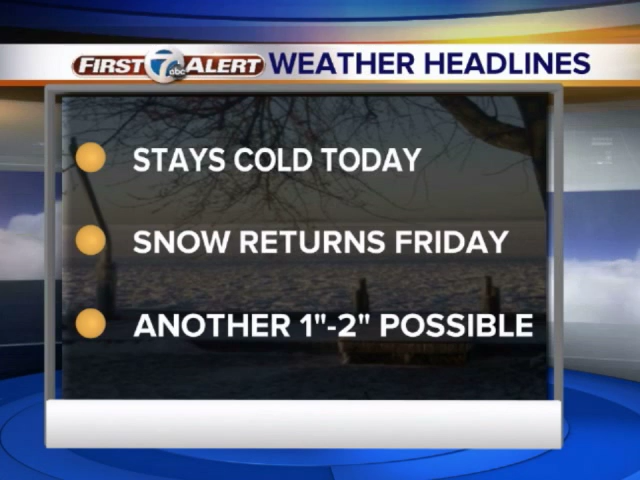 FIRST 7 abc ALERT WEATHER HEADLINES
STAYS COLD TODAY
SNOW RETURNS FRIDAY
ANOTHER 1"-2" POSSIBLE